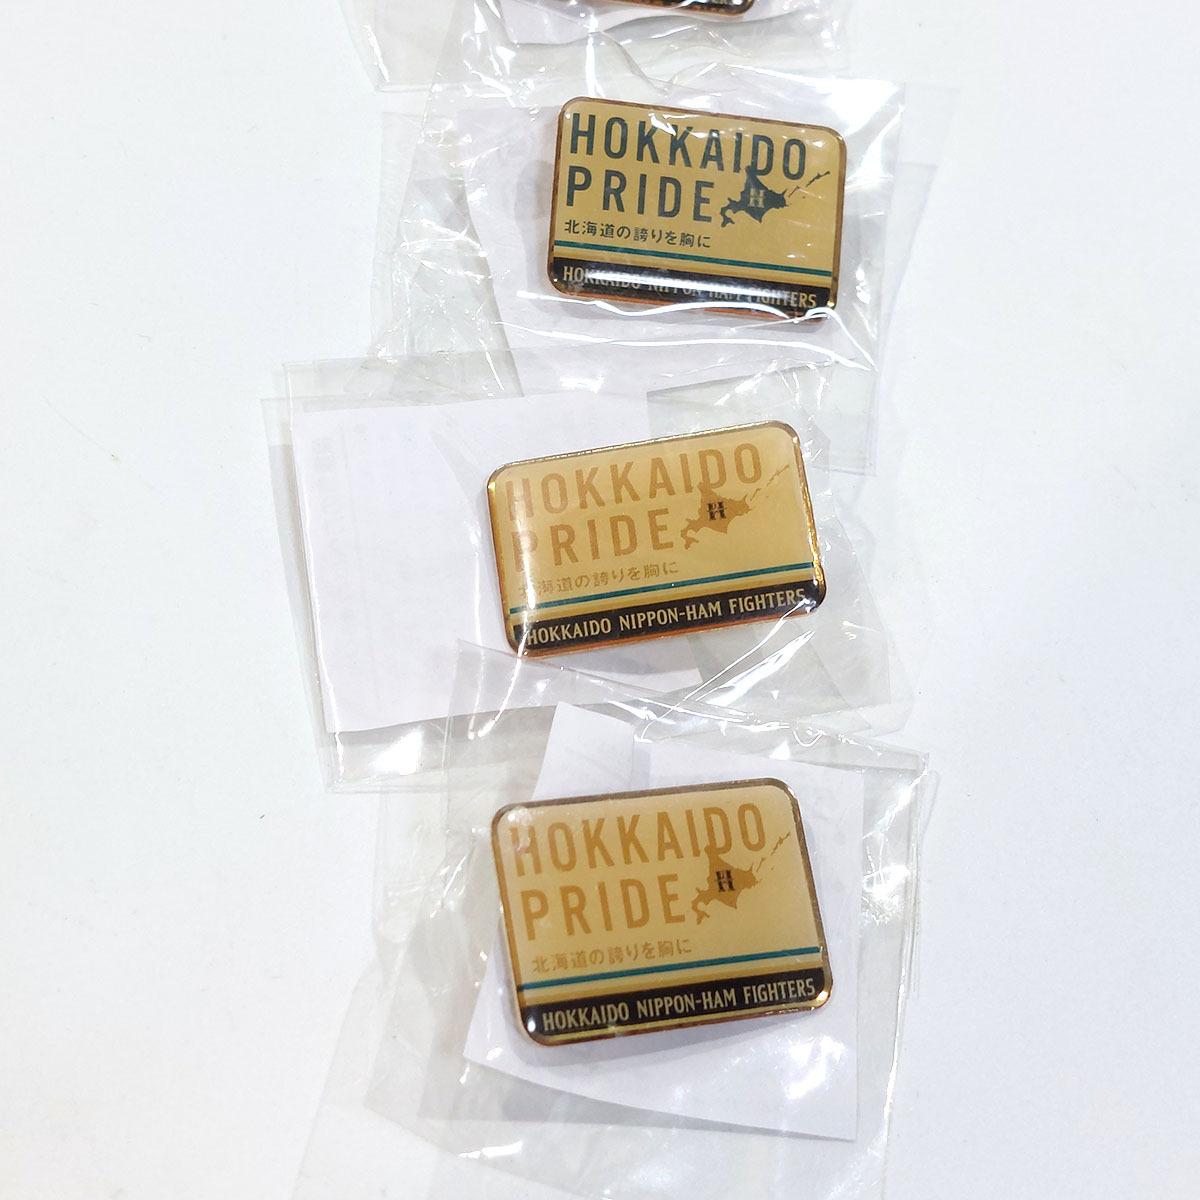 HOKKAIDO
PRIDE
H
北海道の誇りを胸に
HOKKAIDO NIPPON-HAM FIGHTERS
HOKKAIDO
PRIDE
H
北海道の誇りを胸に
HOKKAIDO NIPPON-HAM FIGHTERS
HOKKAIDO
PRIDE
H
北海道の誇りを胸に
HOKKAIDO NIPPON-HAM FIGHTERS